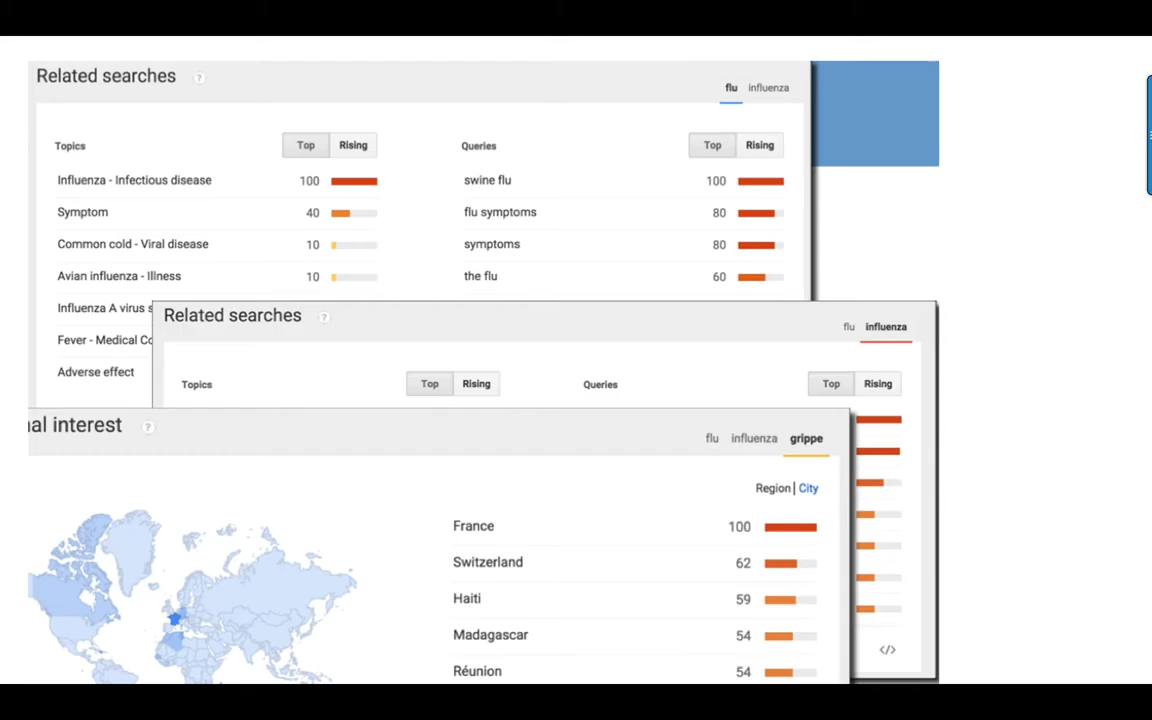 Related searches ?
flu influenza
Topics Top Rising Queries Top Rising
Influenza - Infectious disease 100 swine flu 100
Symptom 40 flu symptoms 80
Common cold - Viral disease 10 symptoms 80
Avian influenza - Illness 10 the flu 60
Influenza A virus s
Fever - Medical Co
Adverse effect
Related searches ?
flu influenza
Topics Top Rising Queries Top Rising
al interest ?
flu influenza grippe
Region | City
France 100
Switzerland 62
Haiti 59
Madagascar 54
Réunion 54
</>